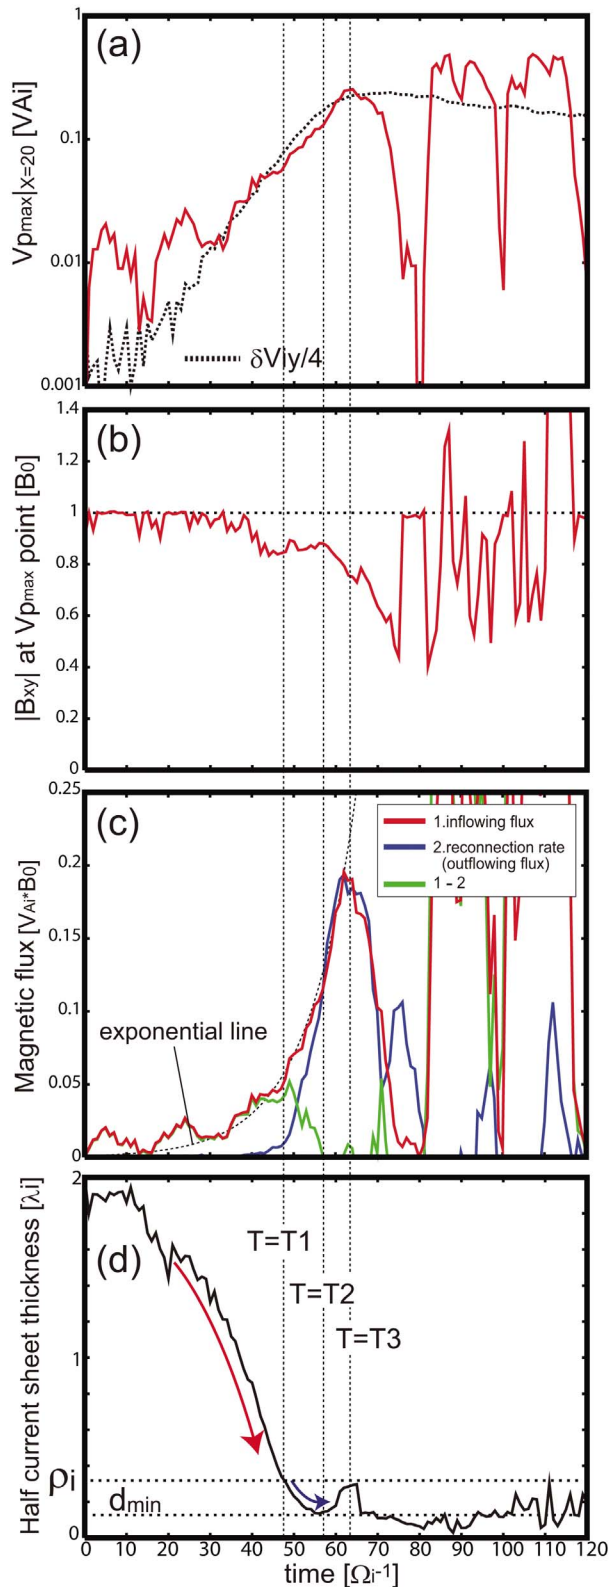 (a)
Vpmax|X=20 [VAi]
1
0.1
0.01
0.001
δVly/4
(b)
|Bxy| at Vpmax point [B0]
1.4
1.2
1
0.8
0.6
0.4
0.2
0
(c)
Magnetic flux [VAi*B0]
0.25
0.2
0.15
0.1
0.05
0
1.inflowing flux
2.reconnection rate
(outflowing flux)
1 - 2
exponential line
(d)
Half current sheet thickness [λi]
2
1
0
ρi
dmin
T=T1
T=T2
T=T3
0 10 20 30 40 50 60 70 80 90 100 110 120
time [Ωi-1]